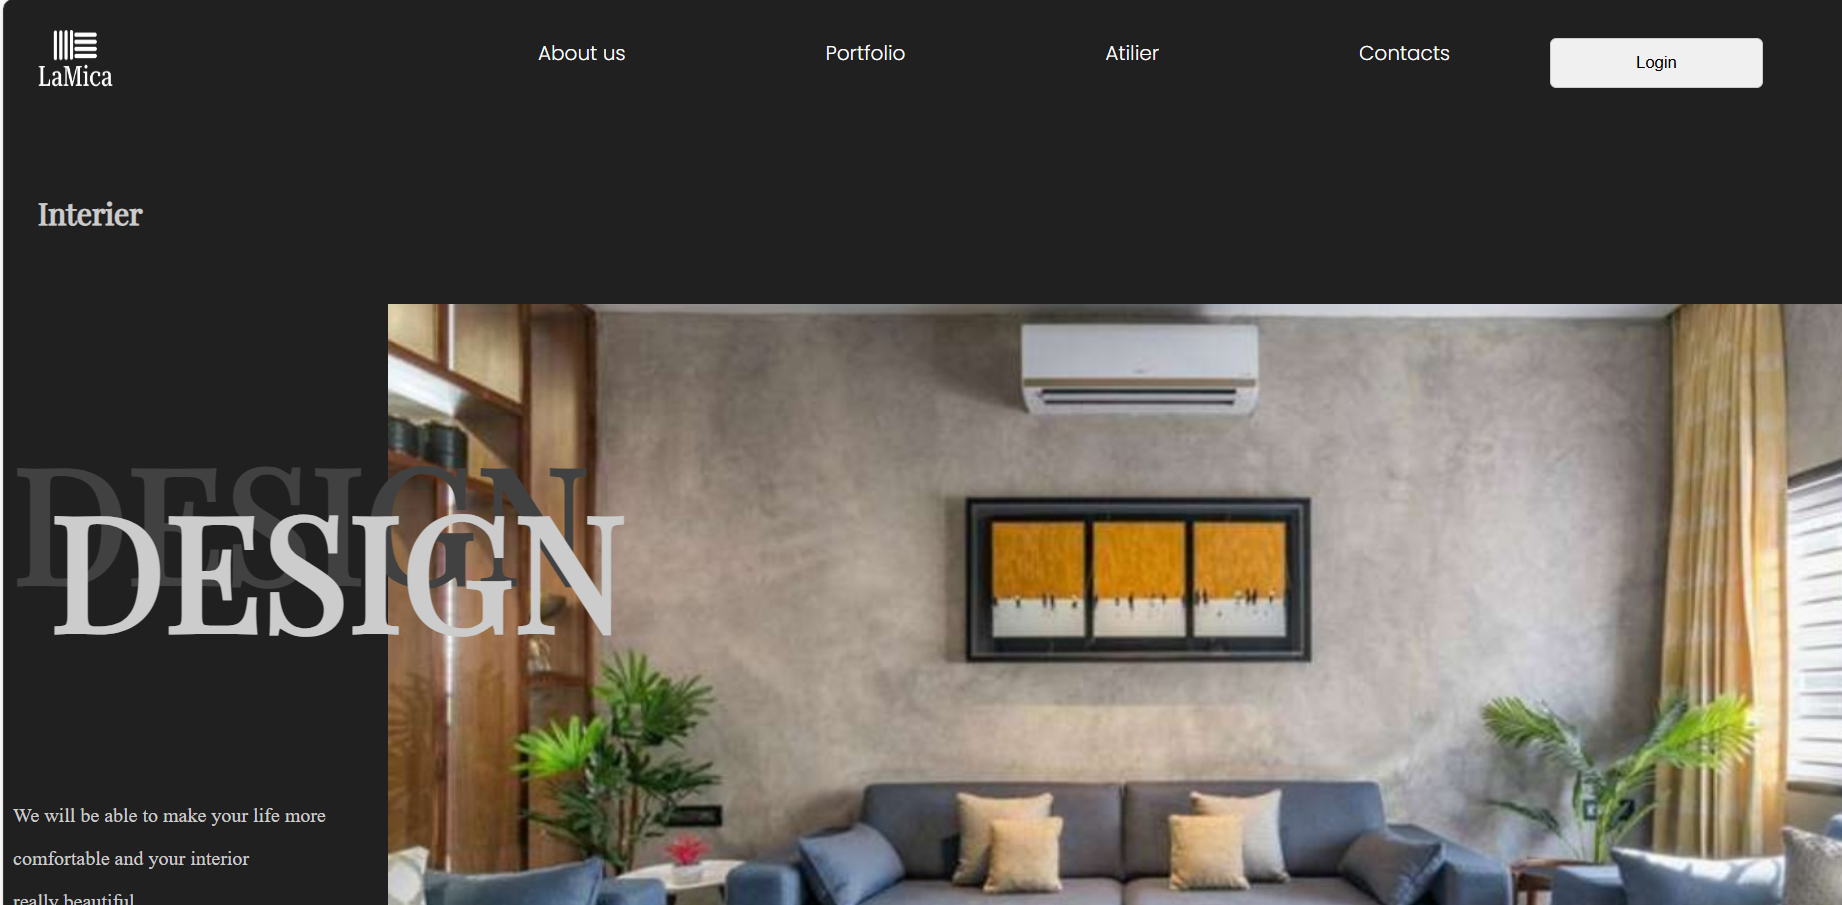 LaMica
About us
Portfolio
Atilier
Contacts
Login
Interier
DESIGN
DESIGN
We will be able to make your life more
comfortable and your interior
really beautiful